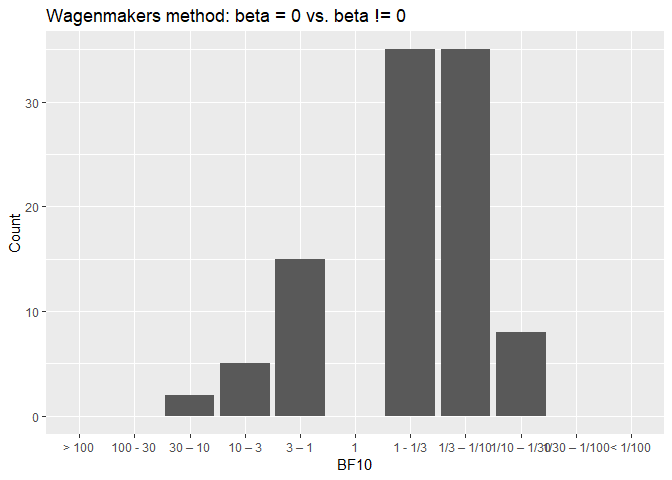 Wagenmakers method: beta = 0 vs. beta != 0
Count
30
20
10
0
> 100 100 - 30 30 – 10 10 – 3 3 – 1 1 1 - 1/3 1/3 – 1/10 1/10 – 1/30 1/30 – 1/100 < 1/100
BF10